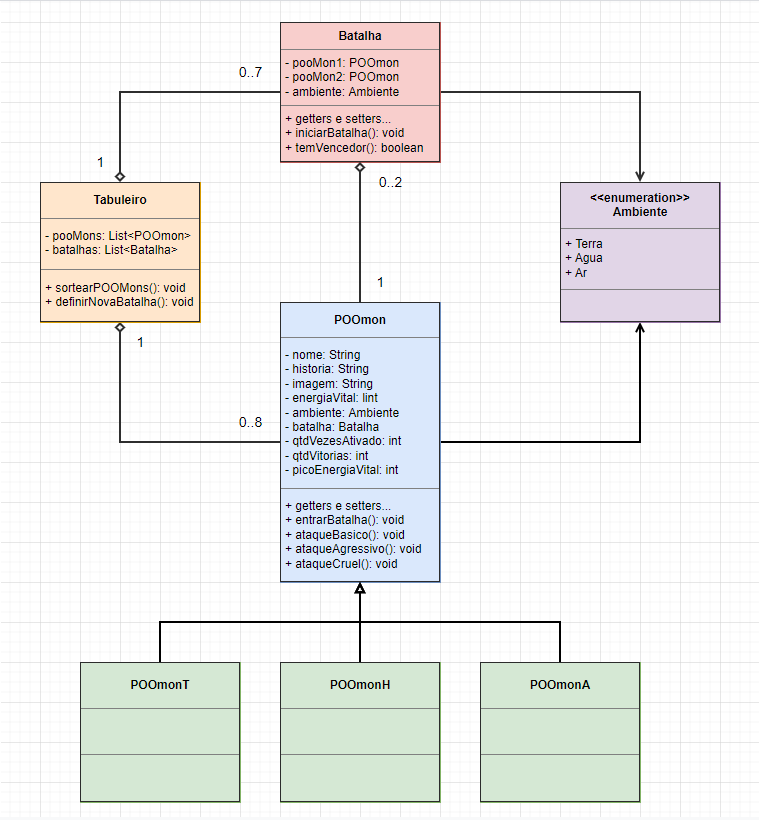 Batalha
- pooMon1: POOmon
- pooMon2: POOmon
- ambiente: Ambiente
+ getters e setters...
+ iniciarBatalha(): void
+ temVencedor(): boolean
0..7
1
0..2
1
Tabuleiro
- pooMons: List<POOmon>
- batalhas: List<Batalha>
+ sortearPOOMons(): void
+ definirNovaBatalha(): void
<<enumeration>>
Ambiente
+ Terra
+ Agua
+ Ar
1
0..8
POOmon
- nome: String
- historia: String
- imagem: String
- energiaVital: Iint
- ambiente: Ambiente
- batalha: Batalha
- qtdVezesAtivado: int
- qtdVitorias: int
- picoEnergiaVital: int
+ getters e setters...
+ entrarBatalha(): void
+ ataqueBasico(): void
+ ataqueAgressivo(): void
+ ataqueCruel(): void
POOmonT
POOmonH
POOmonA